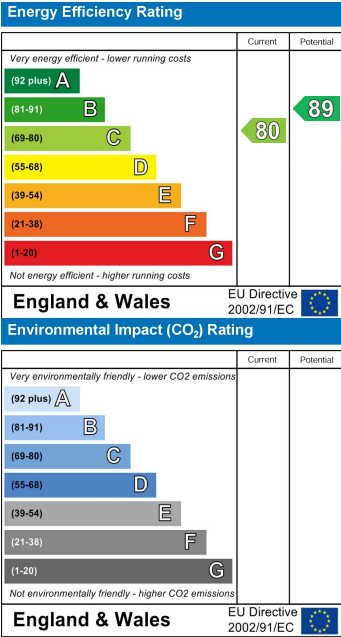 Energy Efficiency Rating
Current Potential
Very energy efficient - lower running costs
(92 plus) A
(81-91) B
89
(69-80) C
80
(55-68) D
(39-54) E
(21-38) F
(1-20) G
Not energy efficient - higher running costs
England & Wales
EU Directive
2002/91/EC
Environmental Impact (CO₂) Rating
Current Potential
Very environmentally friendly - lower CO2 emissions
(92 plus) A
(81-91) B
(69-80) C
(55-68) D
(39-54) E
(21-38) F
(1-20) G
Not environmentally friendly - higher CO2 emissions
England & Wales
EU Directive
2002/91/EC